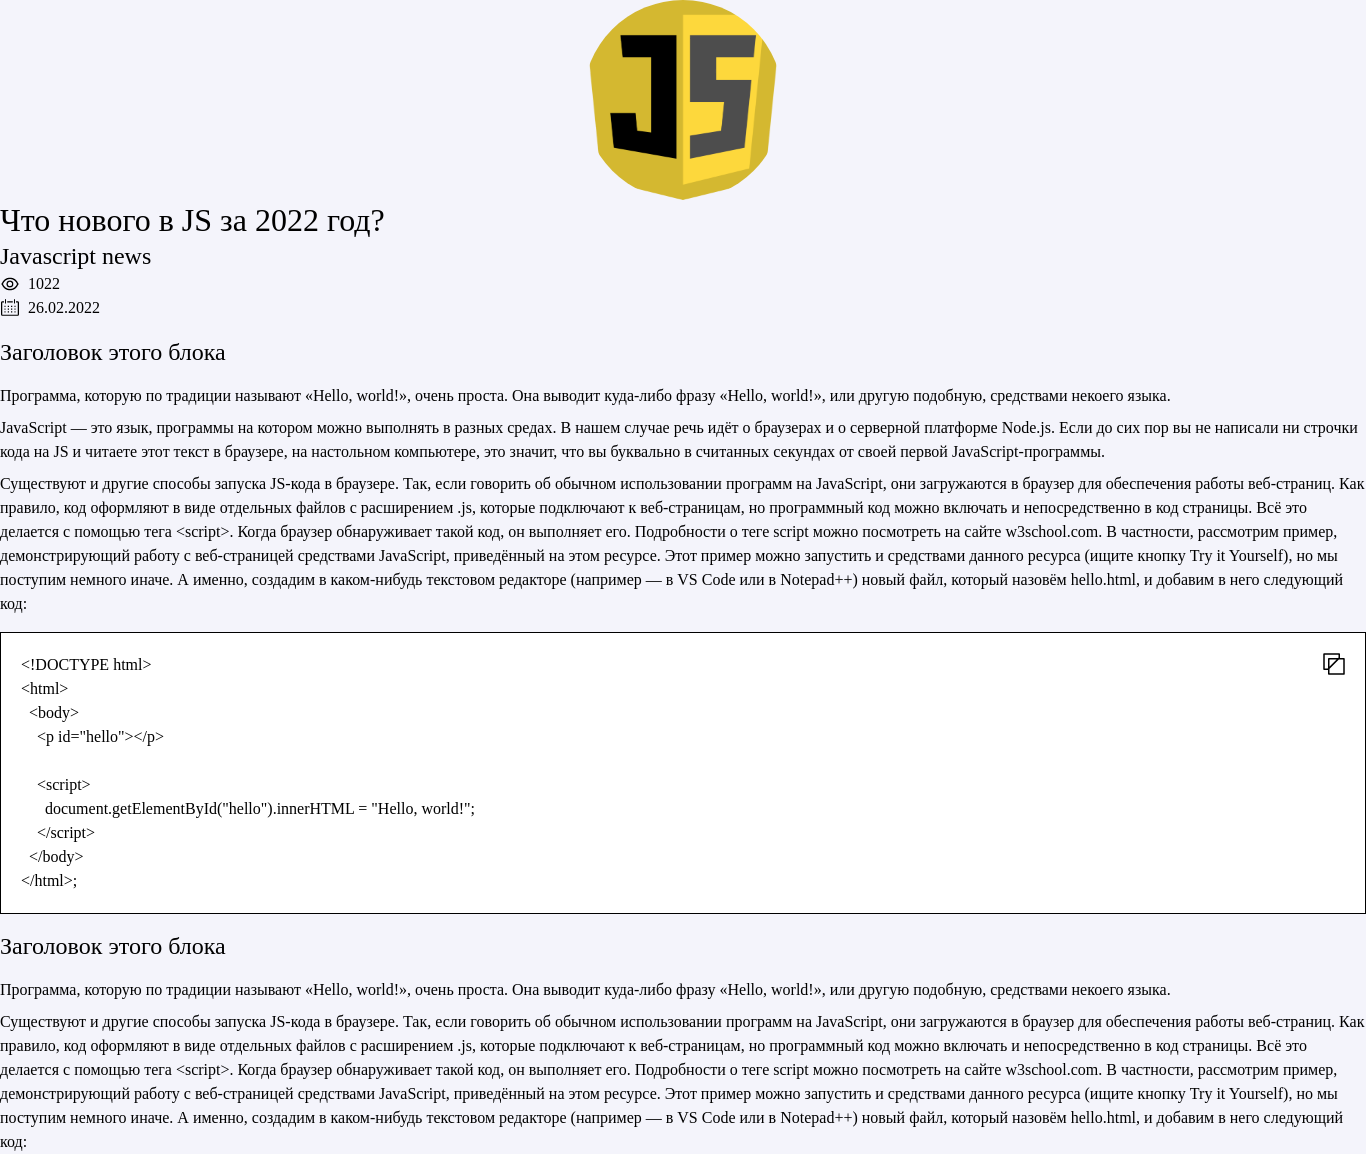 JS
Что нового в JS за 2022 год?
Javascript news
1022
26.02.2022
Заголовок этого блока
Программа, которую по традиции называют «Hello, world!», очень проста. Она выводит куда-либо фразу «Hello, world!», или другую подобную, средствами некоего языка.
JavaScript — это язык, программы на котором можно выполнять в разных средах. В нашем случае речь идёт о браузерах и о серверной платформе Node.js. Если до сих пор вы не написали ни строчки
кода на JS и читаете этот текст в браузере, на настольном компьютере, это значит, что вы буквально в считанных секундах от своей первой JavaScript-программы.
Существуют и другие способы запуска JS-кода в браузере. Так, если говорить об обычном использовании программ на JavaScript, они загружаются в браузер для обеспечения работы веб-страниц. Как
правило, код оформляют в виде отдельных файлов с расширением .js, которые подключают к веб-страницам, но программный код можно включать и непосредственно в код страницы. Всё это
делается с помощью тега <script>. Когда браузер обнаруживает такой код, он выполняет его. Подробности о теге script можно посмотреть на сайте w3school.com. В частности, рассмотрим пример,
демонстрирующий работу с веб-страницей средствами JavaScript, приведённый на этом ресурсе. Этот пример можно запустить и средствами данного ресурса (ищите кнопку Try it Yourself), но мы
поступим немного иначе. А именно, создадим в каком-нибудь текстовом редакторе (например — в VS Code или в Notepad++) новый файл, который назовём hello.html, и добавим в него следующий
код:
<!DOCTYPE html>
<html>
  <body>
    <p id="hello"></p>
    <script>
      document.getElementById("hello").innerHTML = "Hello, world!";
    </script>
  </body>
</html>;
Заголовок этого блока
Программа, которую по традиции называют «Hello, world!», очень проста. Она выводит куда-либо фразу «Hello, world!», или другую подобную, средствами некоего языка.
Существуют и другие способы запуска JS-кода в браузере. Так, если говорить об обычном использовании программ на JavaScript, они загружаются в браузер для обеспечения работы веб-страниц. Как
правило, код оформляют в виде отдельных файлов с расширением .js, которые подключают к веб-страницам, но программный код можно включать и непосредственно в код страницы. Всё это
делается с помощью тега <script>. Когда браузер обнаруживает такой код, он выполняет его. Подробности о теге script можно посмотреть на сайте w3school.com. В частности, рассмотрим пример,
демонстрирующий работу с веб-страницей средствами JavaScript, приведённый на этом ресурсе. Этот пример можно запустить и средствами данного ресурса (ищите кнопку Try it Yourself), но мы
поступим немного иначе. А именно, создадим в каком-нибудь текстовом редакторе (например — в VS Code или в Notepad++) новый файл, который назовём hello.html, и добавим в него следующий
код: